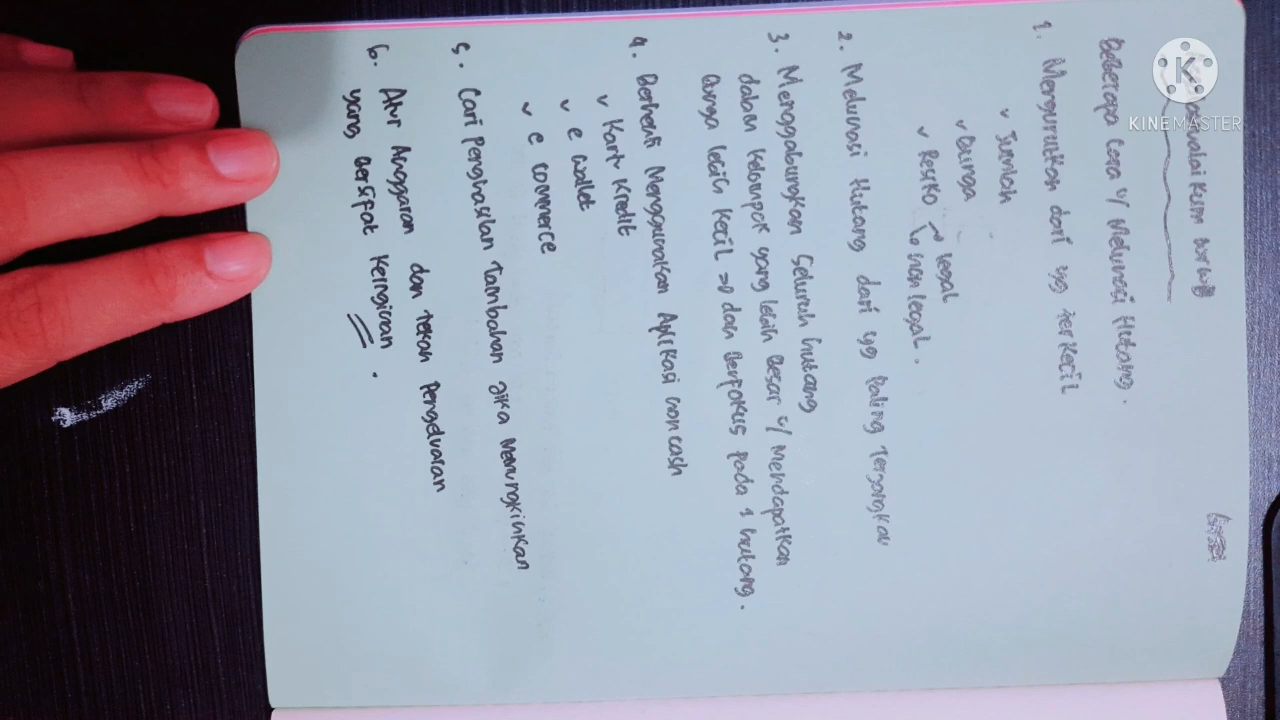 KINEMASTER
Beberapa Cara u/ Melunasi Hutang.
1. Mengurutkan dari yg terkecil
✓ Jumlah
✓ Bunga
✓ Resiko → legal
↳ non legal.
2. Melunasi Hutang dari yg paling terjangkau
3. Menggabungkan seluruh hutang
dalam kelompok yang lebih besar u/ Mendapatkan
bunga lebih kecil => dan berfokus pada 1 hutang.
4. Berhenti Menggunakan Aplikasi non cash
✓ Kart Kredit
✓ e wallet
✓ e commerce
5. Cari Penghasilan Tambahan Jika Memungkinkan
6. Atur Anggaran dan tekan Pengeluaran
yang bersifat keinginan.